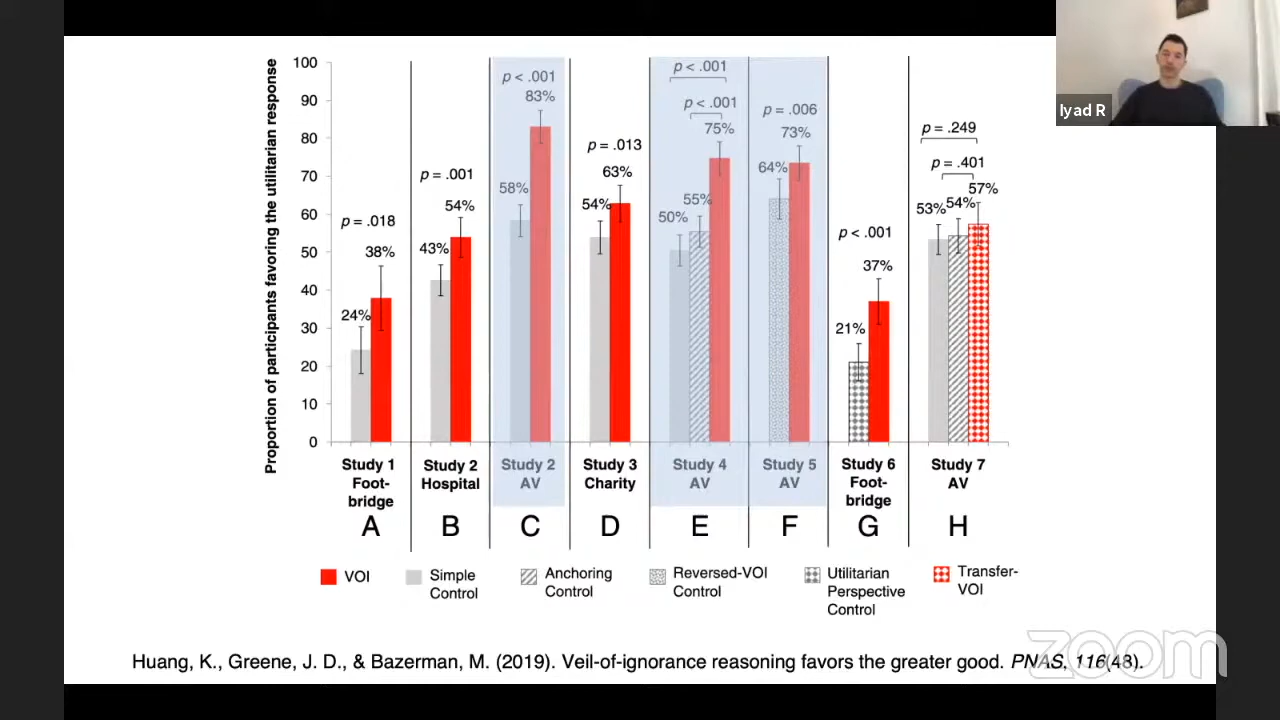 Iyad R
Proportion of participants favoring the utilitarian response
100
90
80
70
60
50
40
30
20
10
0
p = .018
24%
38%
p = .001
43%
54%
p < .001
58%
83%
p = .013
54%
63%
p < .001
p < .001
50%
55%
75%
p = .006
64%
73%
p < .001
21%
37%
p = .249
p = .401
53%
54%
57%
Study 1
Foot-
bridge
A
Study 2
Hospital
B
Study 2
AV
C
Study 3
Charity
D
Study 4
AV
E
Study 5
AV
F
Study 6
Foot-
bridge
G
Study 7
AV
H
VOI
Simple
Control
Anchoring
Control
Reversed-VOI
Control
Utilitarian
Perspective
Control
Transfer-
VOI
Huang, K., Greene, J. D., & Bazerman, M. (2019). Veil-of-ignorance reasoning favors the greater good. PNAS, 116(48).
zoom